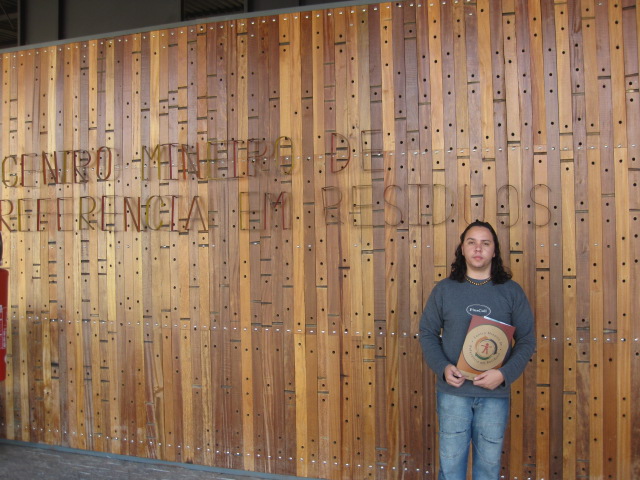 CENTRO MINEIRO DE
REFERENCIA EM RESIDUOS